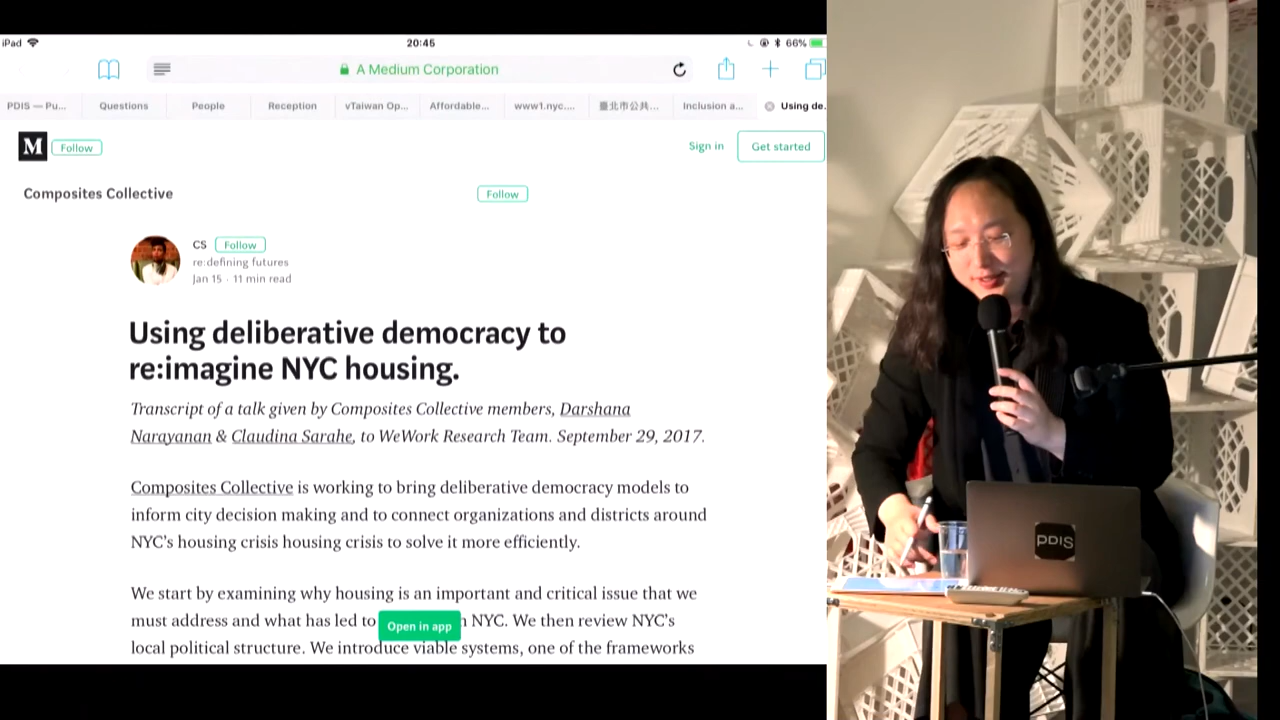 iPad
20:45
66%
A Medium Corporation
PDIS — Pu...
Questions
People
Reception
vTaiwan Op...
Affordable...
www1.nyc....
臺北市公共...
Inclusion a...
Using de.
M
Follow
Sign in
Get started
Composites Collective
Follow
CS
Follow
re:defining futures
Jan 15 · 11 min read
Using deliberative democracy to
re:imagine NYC housing.
Transcript of a talk given by Composites Collective members, Darshana
Narayanan & Claudina Sarahe, to WeWork Research Team. September 29, 2017.
Composites Collective is working to bring deliberative democracy models to
inform city decision making and to connect organizations and districts around
NYC's housing crisis housing crisis to solve it more efficiently.
We start by examining why housing is an important and critical issue that we
must address and what has led to
NYC. We then review NYC's
Open in app
local political structure. We introduce viable systems, one of the frameworks
PDIS